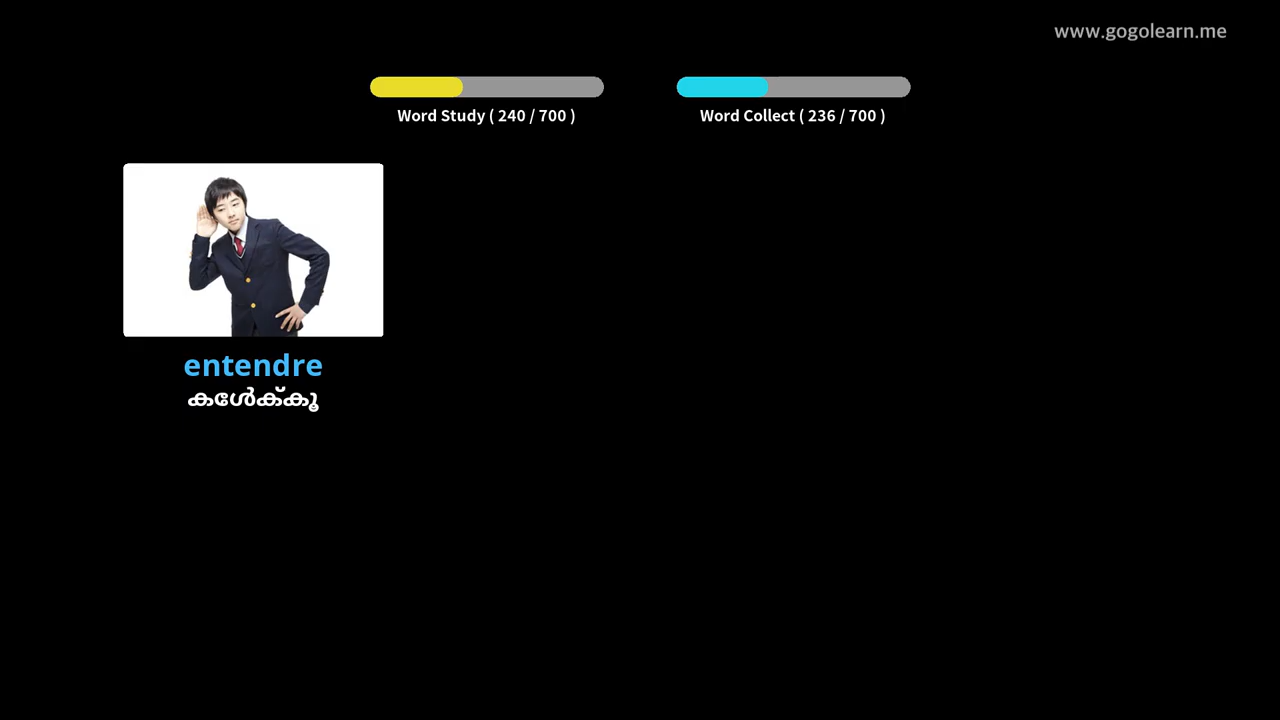 www.gogolearn.me
Word Study ( 240 / 700 )
Word Collect ( 236 / 700 )
entendre
കേൾക്കൂ